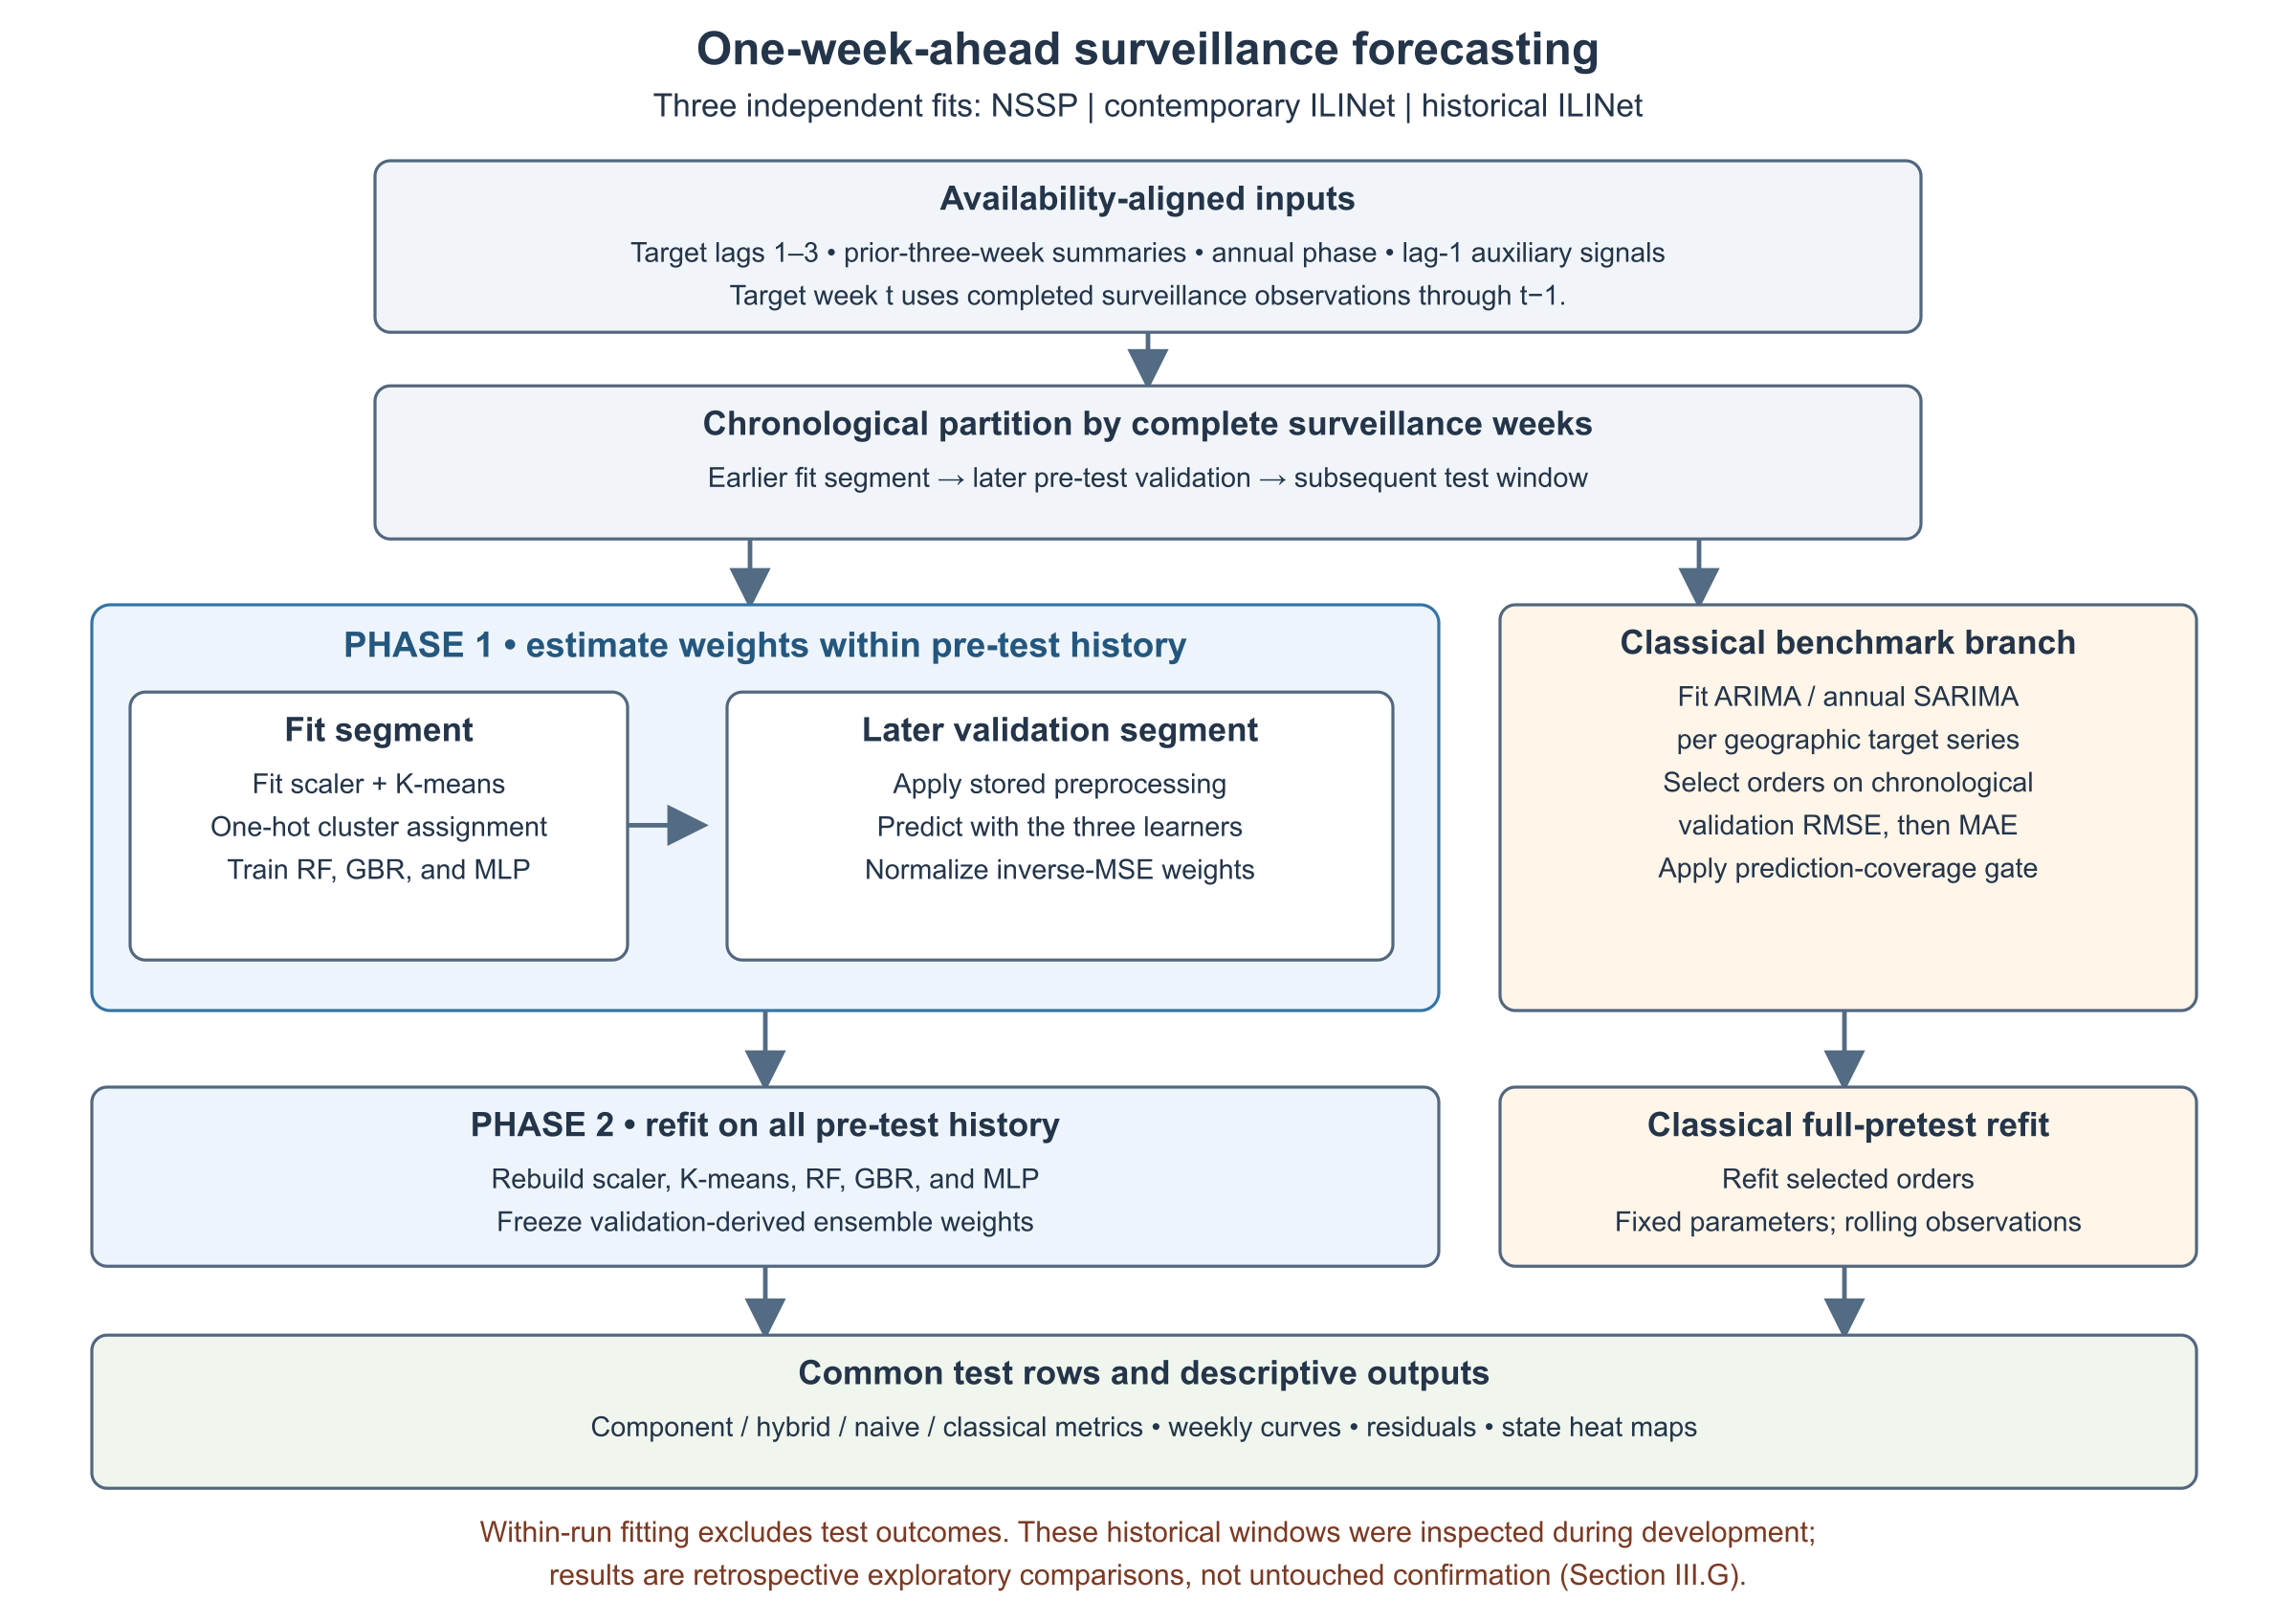 One-week-ahead surveillance forecasting
Three independent fits: NSSP | contemporary ILINet | historical ILINet
Availability-aligned inputs
Target lags 1–3 • prior-three-week summaries • annual phase • lag-1 auxiliary signals
Target week t uses completed surveillance observations through t−1.
Chronological partition by complete surveillance weeks
Earlier fit segment → later pre-test validation → subsequent test window
PHASE 1 • estimate weights within pre-test history
Fit segment
Fit scaler + K-means
One-hot cluster assignment
Train RF, GBR, and MLP
Later validation segment
Apply stored preprocessing
Predict with the three learners
Normalize inverse-MSE weights
Classical benchmark branch
Fit ARIMA / annual SARIMA
per geographic target series
Select orders on chronological
validation RMSE, then MAE
Apply prediction-coverage gate
PHASE 2 • refit on all pre-test history
Rebuild scaler, K-means, RF, GBR, and MLP
Freeze validation-derived ensemble weights
Classical full-pretest refit
Refit selected orders
Fixed parameters; rolling observations
Common test rows and descriptive outputs
Component / hybrid / naive / classical metrics • weekly curves • residuals • state heat maps
Within-run fitting excludes test outcomes. These historical windows were inspected during development;
results are retrospective exploratory comparisons, not untouched confirmation (Section III.G).